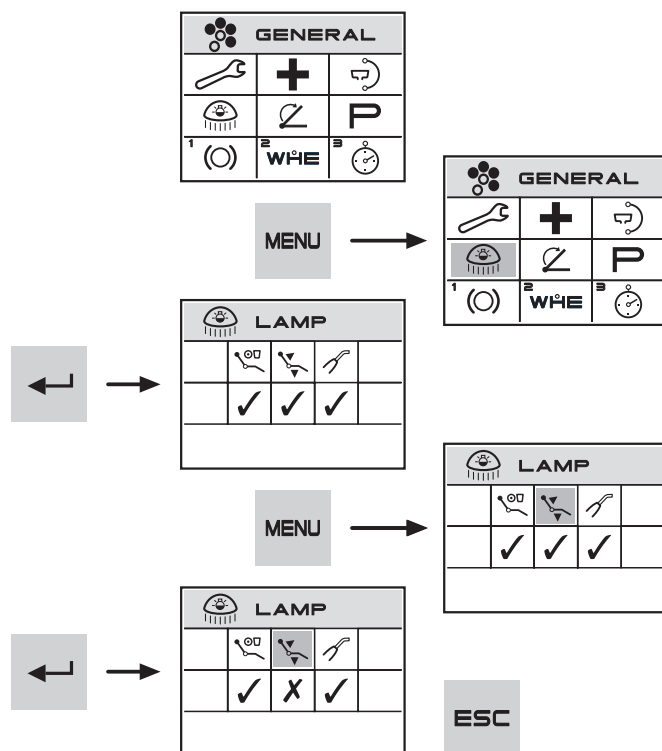 GENERAL
P
1 2 WHE 3
MENU
GENERAL
P
1 2 WHE 3
LAMP
✓ ✓ ✓
MENU
LAMP
✓ ✓ ✓
LAMP
✓ ✗ ✓
ESC